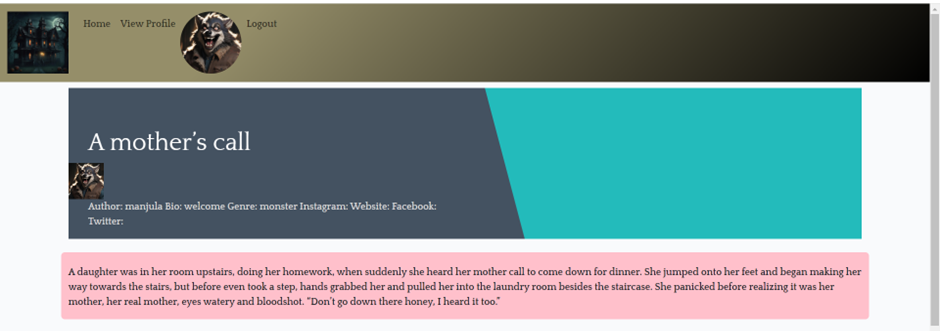 Home View Profile Logout
A mother’s call
Author: manjula Bio: welcome Genre: monster Instagram: Website: Facebook:
Twitter:
A daughter was in her room upstairs, doing her homework, when suddenly she heard her mother call to come down for dinner. She jumped onto her feet and began making her
way towards the stairs, but before even took a step, hands grabbed her and pulled her into the laundry room besides the staircase. She panicked before realizing it was her
mother, her real mother, eyes watery and bloodshot. “Don’t go down there honey, I heard it too.”